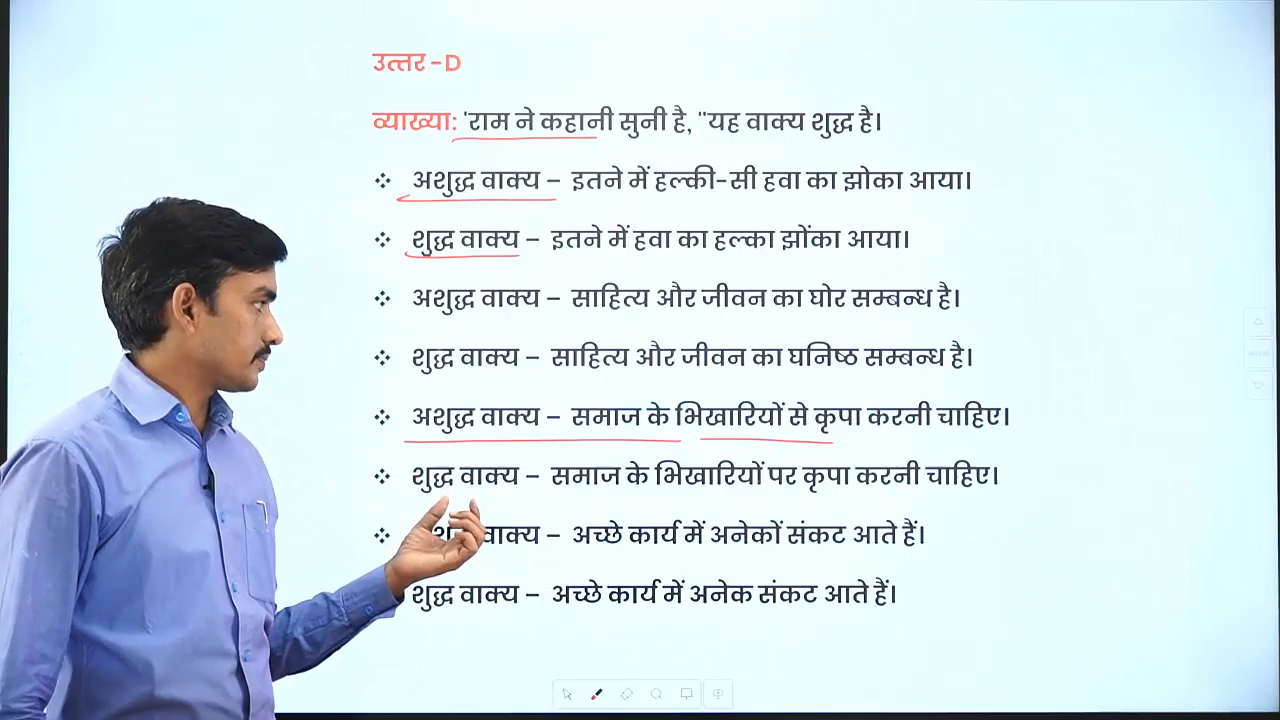 उत्तर –D
व्याख्या: 'राम ने कहानी सुनी है, "यह वाक्य शुद्ध है।
❖ अशुद्ध वाक्य – इतने में हल्की-सी हवा का झोका आया।
❖ शुद्ध वाक्य – इतने में हवा का हल्का झोंका आया।
❖ अशुद्ध वाक्य – साहित्य और जीवन का घोर सम्बन्ध है।
❖ शुद्ध वाक्य – साहित्य और जीवन का घनिष्ठ सम्बन्ध है।
❖ अशुद्ध वाक्य – समाज के भिखारियों से कृपा करनी चाहिए।
❖ शुद्ध वाक्य – समाज के भिखारियों पर कृपा करनी चाहिए।
❖ वाक्य – अच्छे कार्य में अनेकों संकट आते हैं।
शुद्ध वाक्य – अच्छे कार्य में अनेक संकट आते हैं।